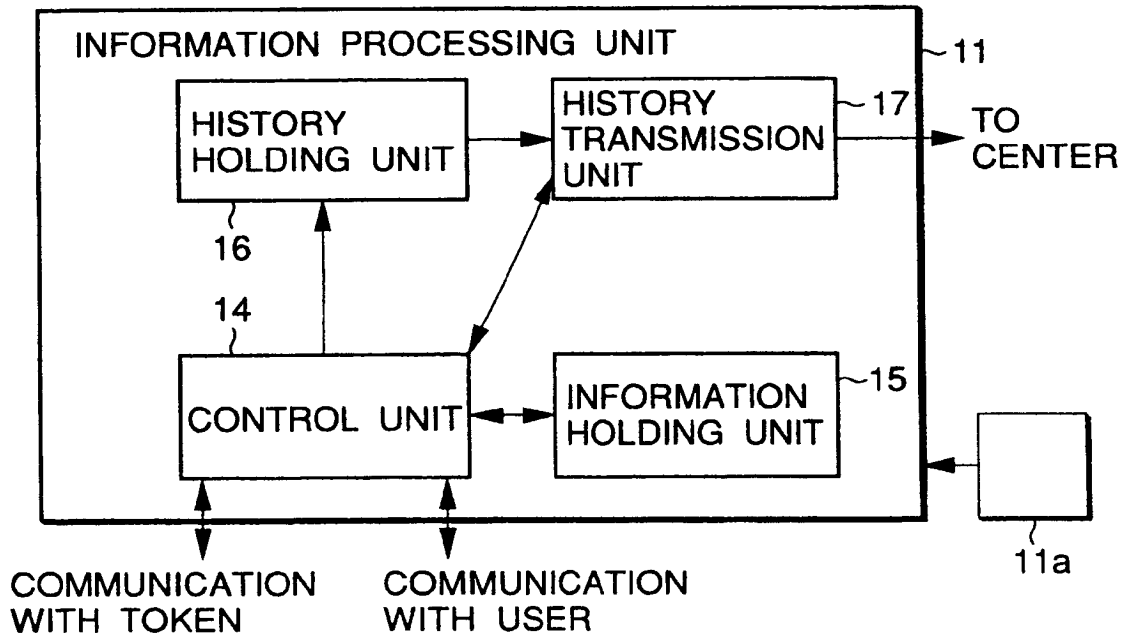 INFORMATION PROCESSING UNIT
11
HISTORY
HOLDING UNIT
16
HISTORY
TRANSMISSION
UNIT
17
TO
CENTER
14
CONTROL UNIT
INFORMATION
HOLDING UNIT
15
11a
COMMUNICATION
WITH TOKEN
COMMUNICATION
WITH USER